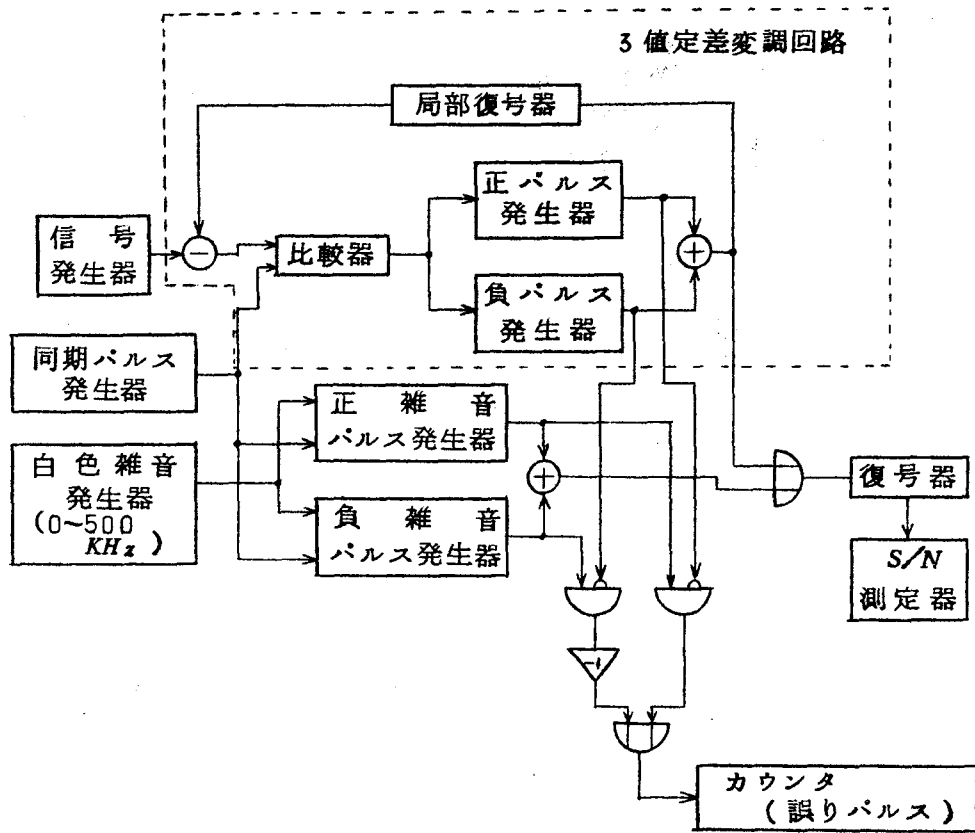 3値定差変調回路
局部復号器
正パルス
発生器
信号
発生器
−
比較器
+
負パルス
発生器
同期パルス
発生器
正雑音
パルス発生器
白色雑音
発生器
(0~500
KHz)
+
負雑音
パルス発生器
復号器
S/N
測定器
-1
カウンタ
(誤りパルス)